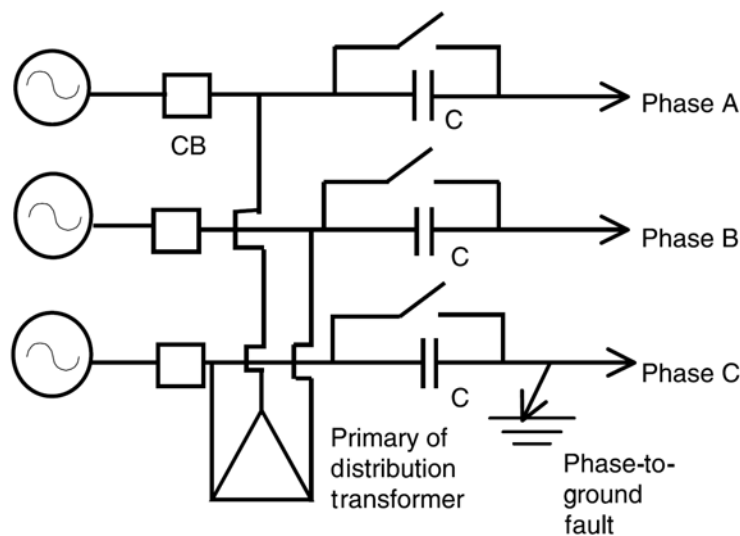 Phase A
C
CB
Phase B
C
Phase C
C
Primary of
distribution
transformer
Phase-to-
ground
fault